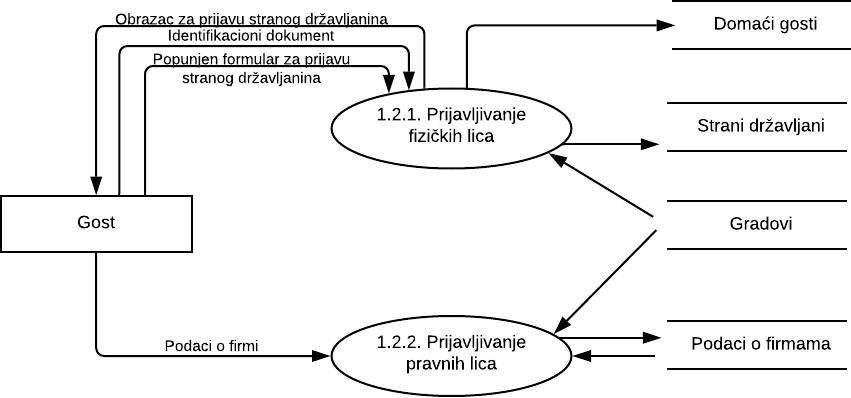 Obrazac za prijavu stranog državljanina
Identifikacioni dokument
Popunjen formular za prijavu
stranog državljanina
Domaći gosti
1.2.1. Prijavljivanje
fizičkih lica
Strani državljani
Gost
Gradovi
Podaci o firmi
1.2.2. Prijavljivanje
pravnih lica
Podaci o firmama